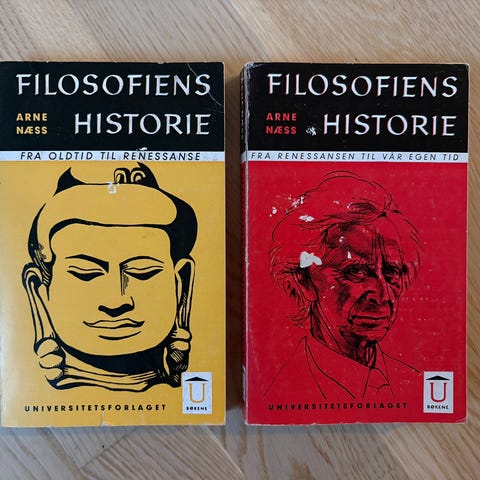 FILOSOFIENS
ARNE
NÆSS
HISTORIE
FRA OLDTID TIL RENESSANSE
UNIVERSITETSFORLAGET
U
BØKENE
FILOSOFIENS
ARNE
NÆSS
HISTORIE
FRA RENESSANSEN TIL VÅR EGEN TID
UNIVERSITETSFORLAGET
U
BØKENE